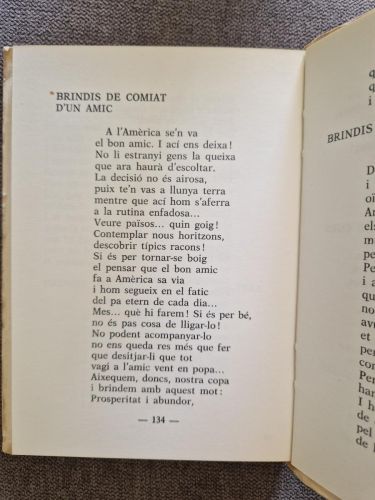 BRINDIS DE COMIAT
D'UN AMIC
A l'Amèrica se'n va
el bon amic. I ací ens deixa!
No li estranyi gens la queixa
que ara haurà d'escoltar.
La decisió no és airosa,
puix te'n vas a llunya terra
mentre que ací hom s'aferra
a la rutina enfadosa...
Veure països... quin goig!
Contemplar nous horitzons,
descobrir típics racons!
Si és per tornar-se boig
el pensar que el bon amic
fa a Amèrica sa via
i hom segueix en el fatic
del pa etern de cada dia...
Mes... què hi farem! Si és per bé,
no és pas cosa de lligar-lo!
No podent acompanyar-lo
no ens queda res més que fer
que desitjar-li que tot
vagi a l'amic vent en popa...
Aixequem, doncs, nostra copa
i brindem amb aquest mot:
Prosperitat i abundor,
— 134 —
BRINDIS